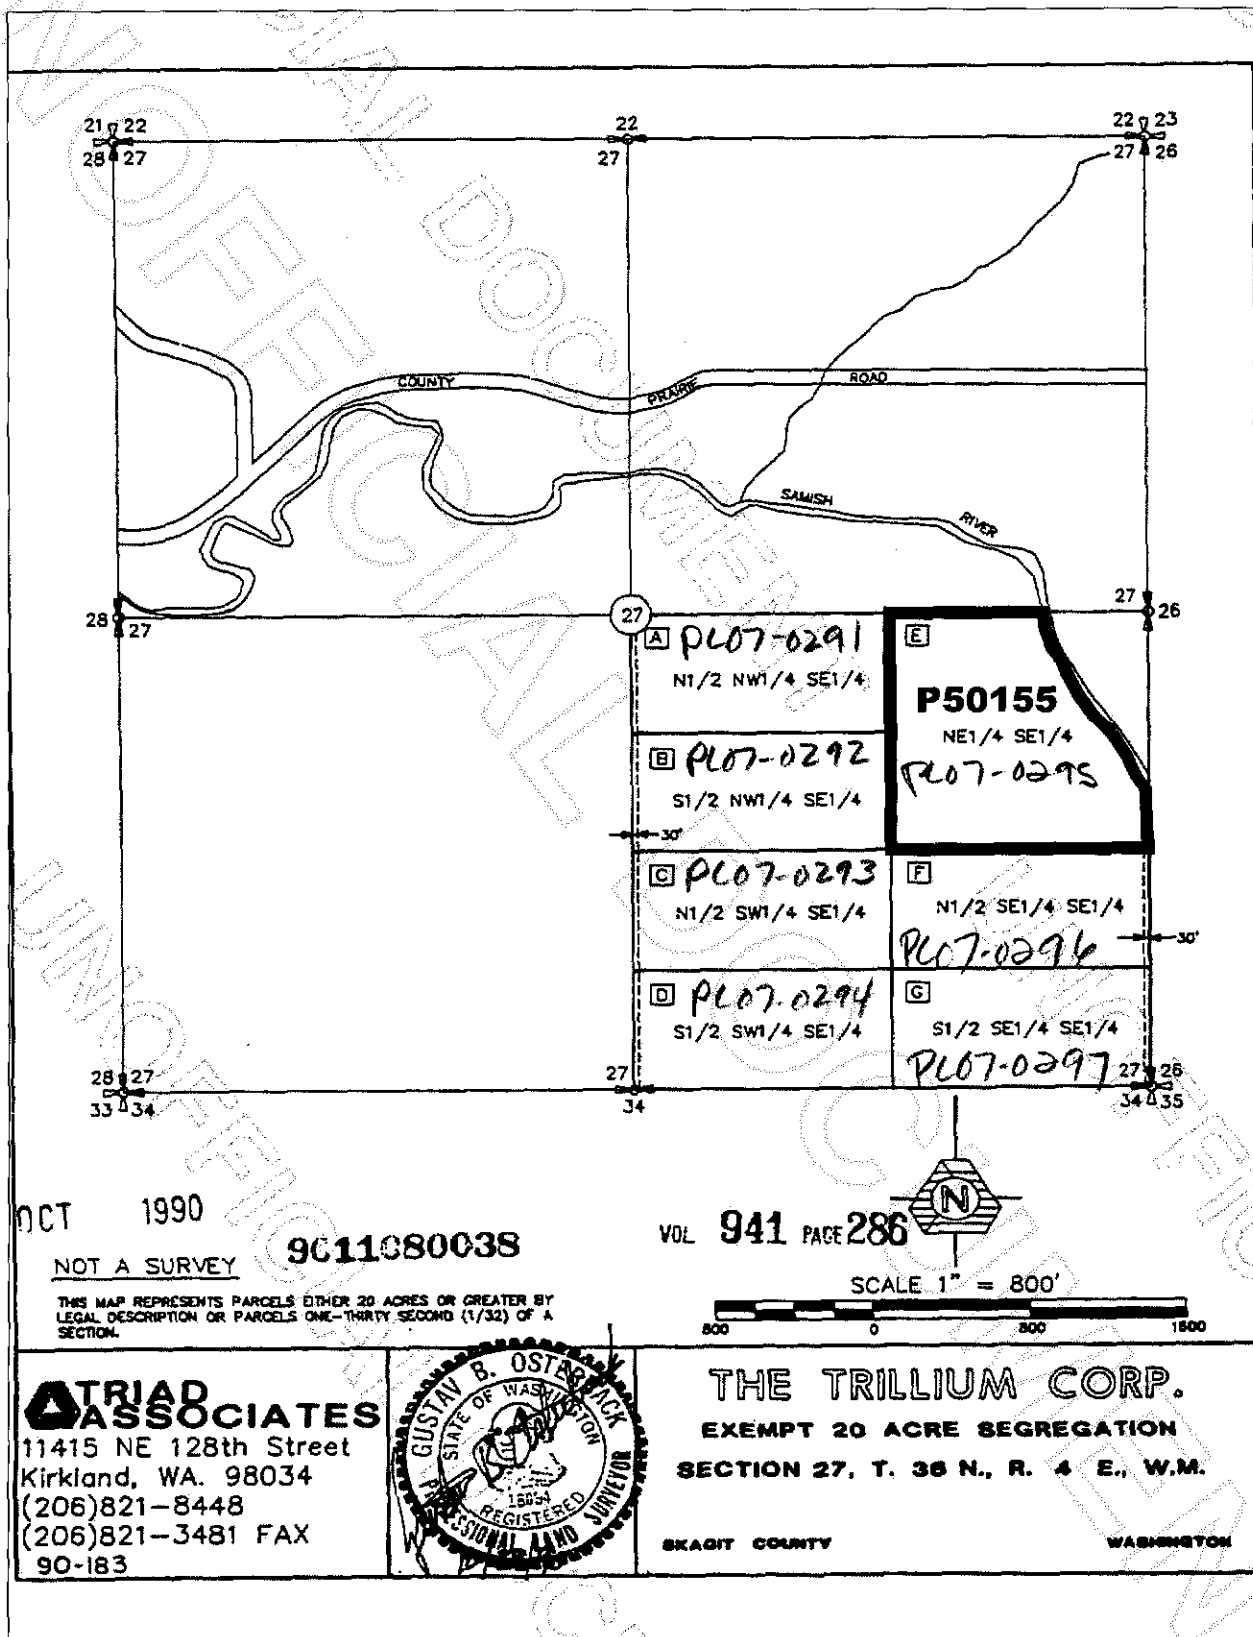 UNOFFICIAL DOCUMENT
21 22
28 27
22
27
22 23
27 26
COUNTY
PRAIRIE
ROAD
SAMISH
RIVER
28
27
27
27
26
A PL07-0291
N1/2 NW1/4 SE1/4
B PL07-0292
S1/2 NW1/4 SE1/4
30'
C PL07-0293
N1/2 SW1/4 SE1/4
D PL07-0294
S1/2 SW1/4 SE1/4
E
P50155
NE1/4 SE1/4
PL07-0295
F
N1/2 SE1/4 SE1/4
PL07-0296
30'
G
S1/2 SE1/4 SE1/4
PL07-0297
28 27
33 34
27
34
27 26
34 35
OCT 1990
NOT A SURVEY
9011080038
VOL 941 PAGE 286
N
THIS MAP REPRESENTS PARCELS EITHER 20 ACRES OR GREATER BY
LEGAL DESCRIPTION OR PARCELS ONE-THIRTY SECOND (1/32) OF A
SECTION.
SCALE 1" = 800'
800 0 800 1600
TRIAD
ASSOCIATES
11415 NE 128th Street
Kirkland, WA. 98034
(206)821-8448
(206)821-3481 FAX
90-183
GUSTAV B. OSTERBACK
STATE OF WASHINGTON
REGISTERED
PROFESSIONAL LAND SURVEYOR
THE TRILLIUM CORP.
EXEMPT 20 ACRE SEGREGATION
SECTION 27, T. 36 N., R. 4 E., W.M.
SKAGIT COUNTY WASHINGTON